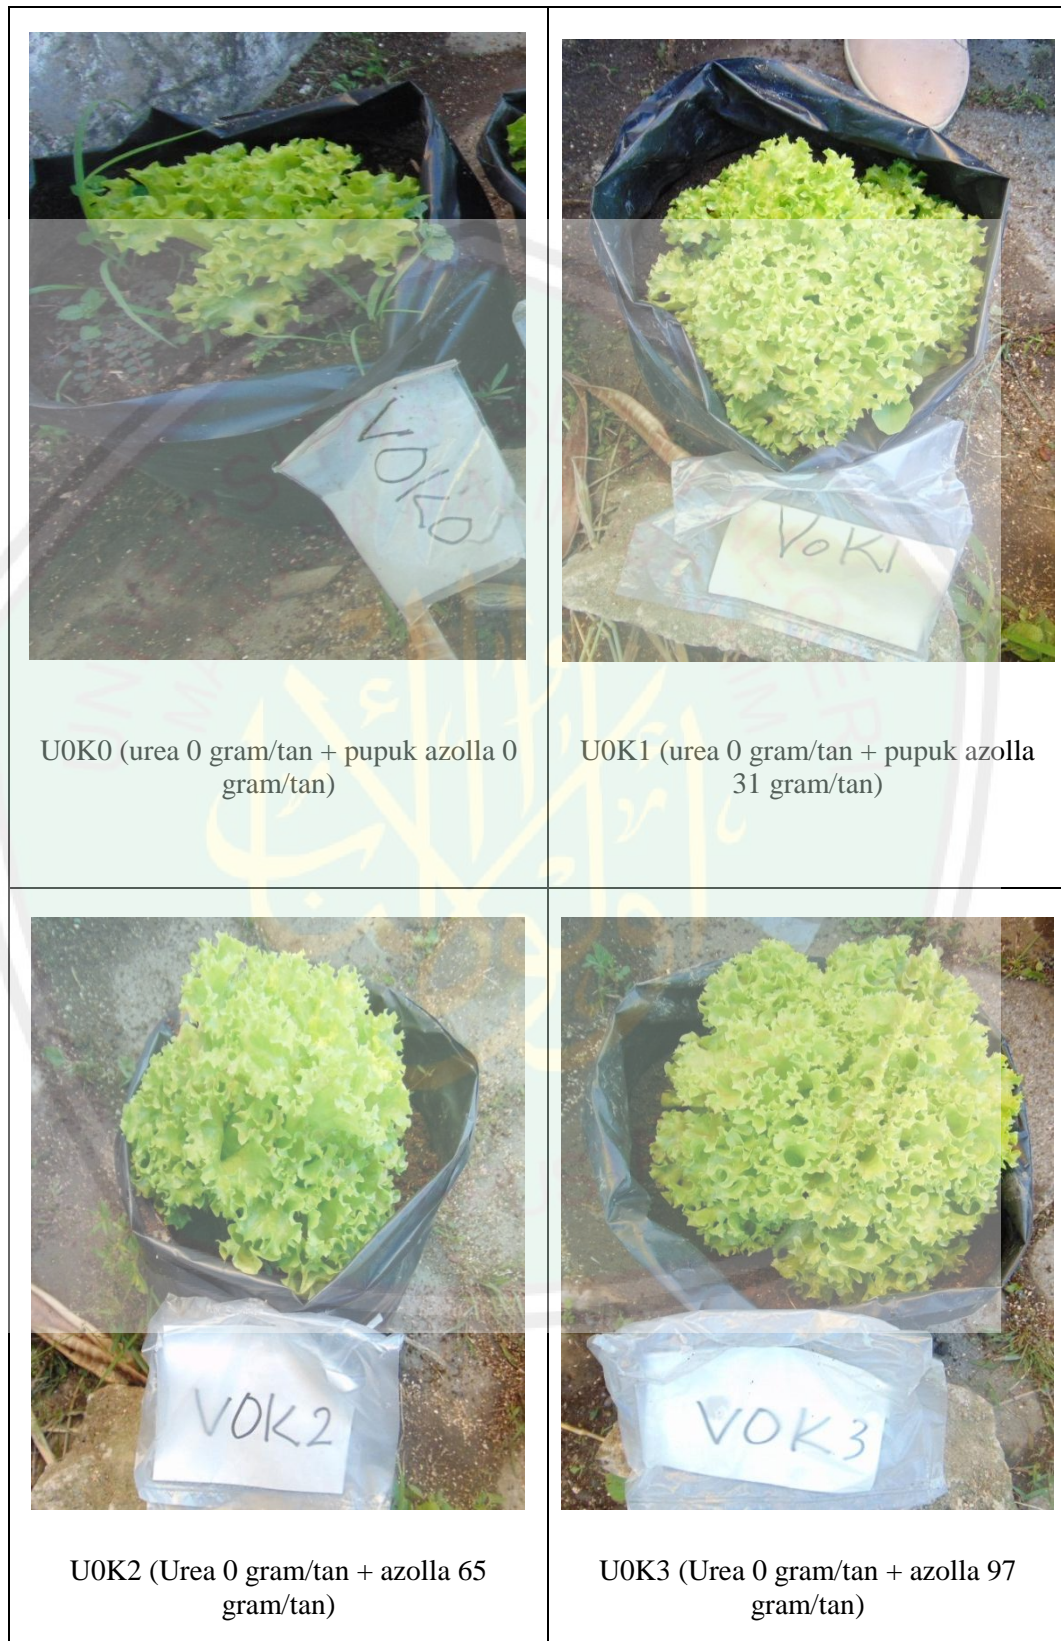 VOK0
VoK1
U0K0 (urea 0 gram/tan + pupuk azolla 0
gram/tan)
U0K1 (urea 0 gram/tan + pupuk azolla
31 gram/tan)
VOK2
VOK3
U0K2 (Urea 0 gram/tan + azolla 65
gram/tan)
U0K3 (Urea 0 gram/tan + azolla 97
gram/tan)